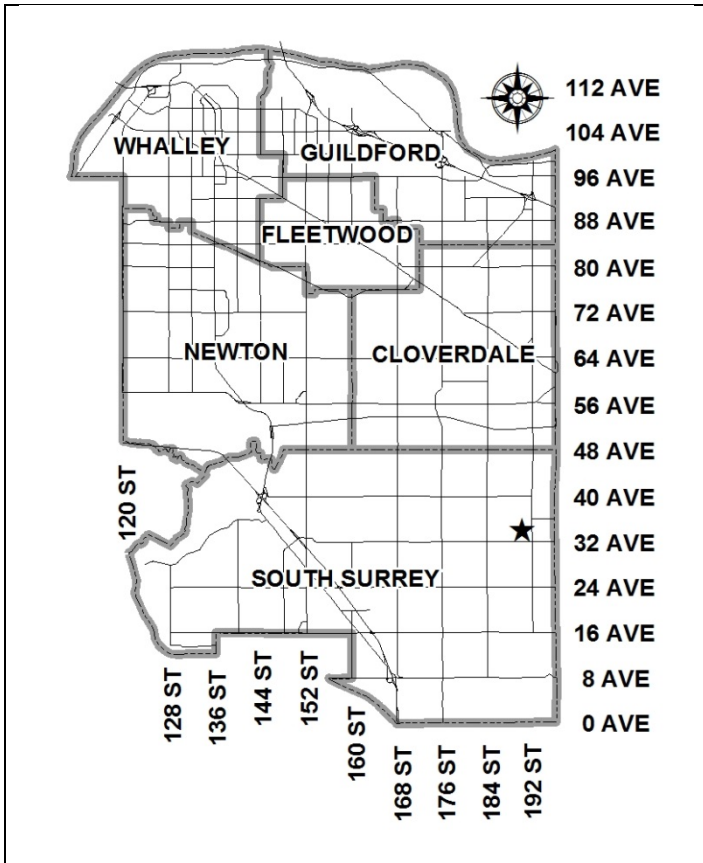 112 AVE
104 AVE
WHALLEY
GUILDFORD
96 AVE
88 AVE
FLEETWOOD
80 AVE
72 AVE
NEWTON
CLOVERDALE
64 AVE
56 AVE
48 AVE
40 AVE
120 ST
32 AVE
SOUTH SURREY
24 AVE
16 AVE
128 ST
136 ST
144 ST
152 ST
160 ST
8 AVE
0 AVE
168 ST
176 ST
184 ST
192 ST